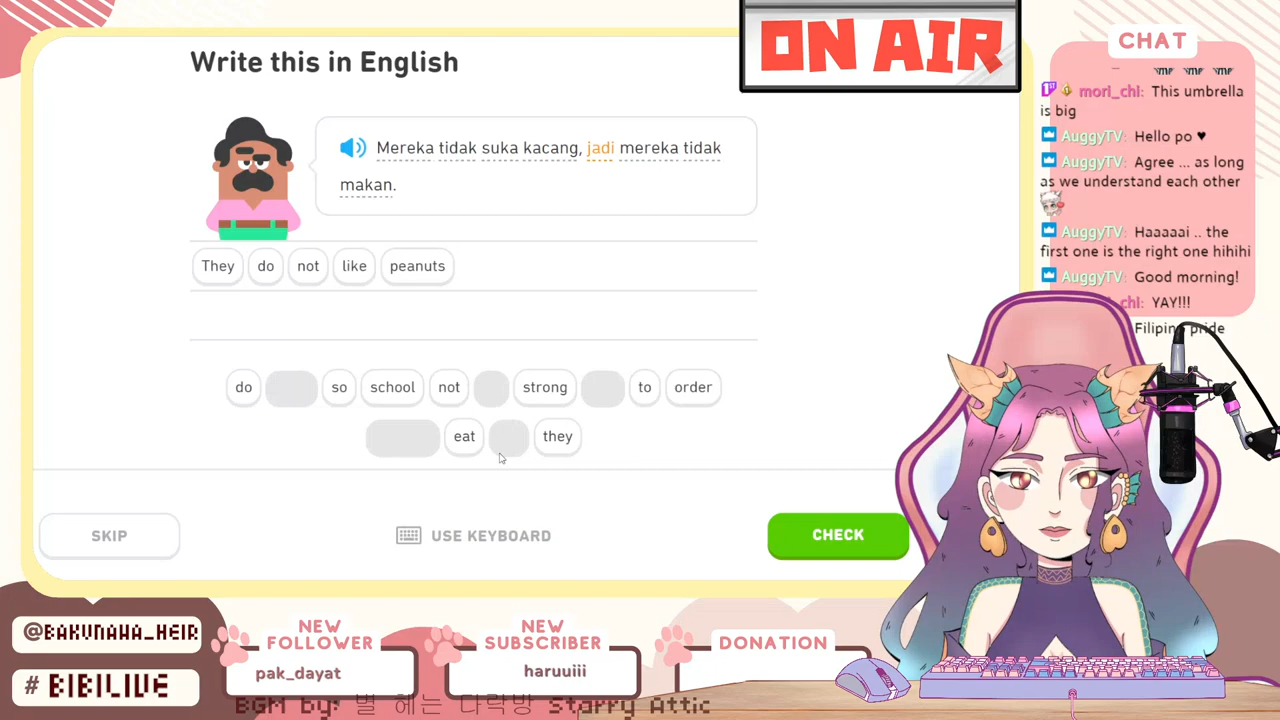 ON AIR
CHAT
Write this in English
Mereka tidak suka kacang, jadi mereka tidak
makan.
They do not like peanuts
do so school not strong to order
eat they
SKIP
USE KEYBOARD
CHECK
mori_chi: This umbrella
is big
AuggyTV: Hello po ♥
AuggyTV: Agree ... as long
as we understand each other
AuggyTV: Haaaaai .. the
first one is the right one hihihi
AuggyTV: Good morning!
chi: YAY!!!
Filipino pride
@BAKUNAWA_HEIR
# BIBILIVE
NEW
FOLLOWER
pak_dayat
NEW
SUBSCRIBER
haruuiii
DONATION
BGM by: 별 헤는 다락방 Starry Attic